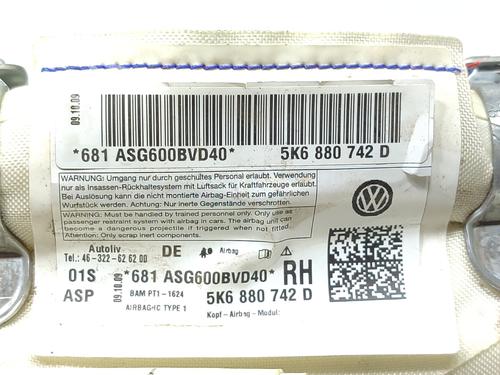 09.10.09
*681 ASG600BVD40* 5K6 880 742 D
WARNUNG: Umgang nur durch geschultes Personal erlaubt. Verwendung nur als Insassen-Rückhaltesystem mit Luftsack für Kraftfahrzeuge erlaubt.
Bei Auslösung kann die nicht montierte Airbag-Einheit zum gefährlichen
Wurfstück werden. Achtung: Nur inerte Gegenstände verschrotten.
WARNING: Must be handled by trained personnel only. Only use as
passenger restraint system with airbag in cars. The airbag unit can
become a dangerous projectile if triggered when not fitted.
Attention: Only scrap inert components.
Autoliv DE Airbag
Tel.: 46-322-62 62 00
01S *681 ASG600BVD40* RH
ASP 09.10.09 BAM PT1-1624 5K6 880 742 D
AIRBAG-IC TYPE 1 Kopf-Airbag-Modul